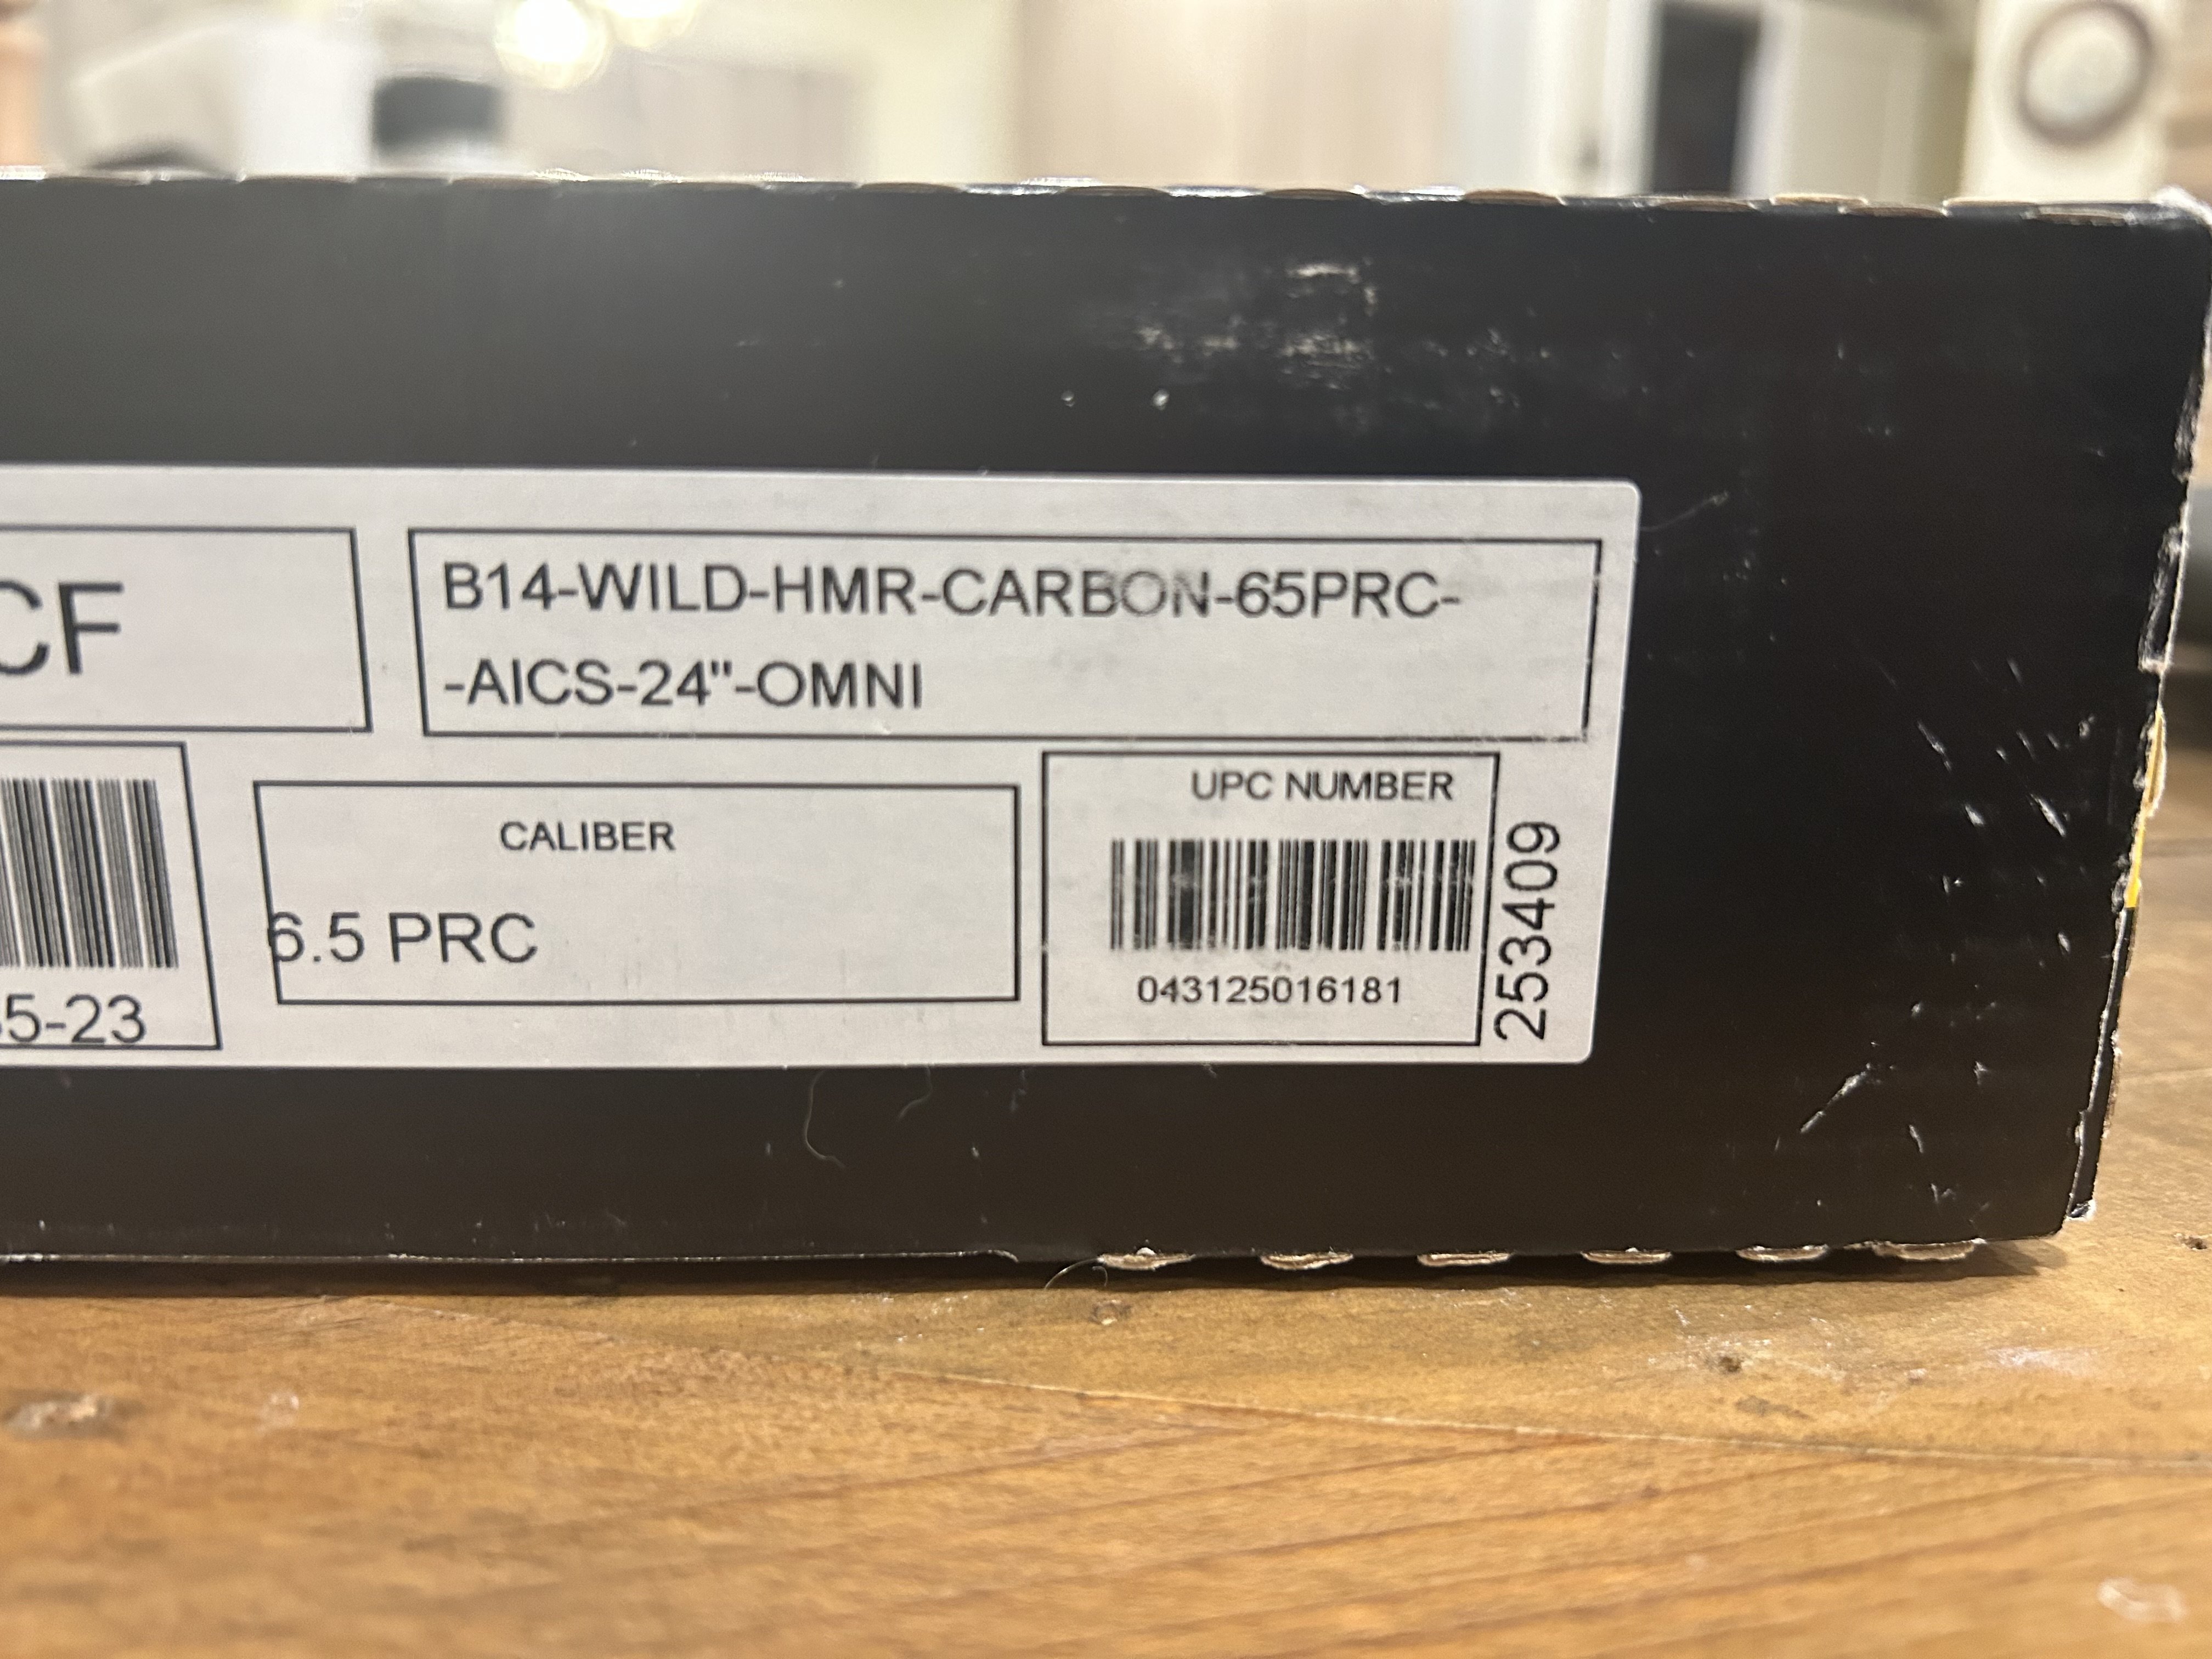 CF
B14-WILD-HMR-CARBON-65PRC-
-AICS-24"-OMNI
CALIBER
6.5 PRC
UPC NUMBER
043125016181
253409
5-23